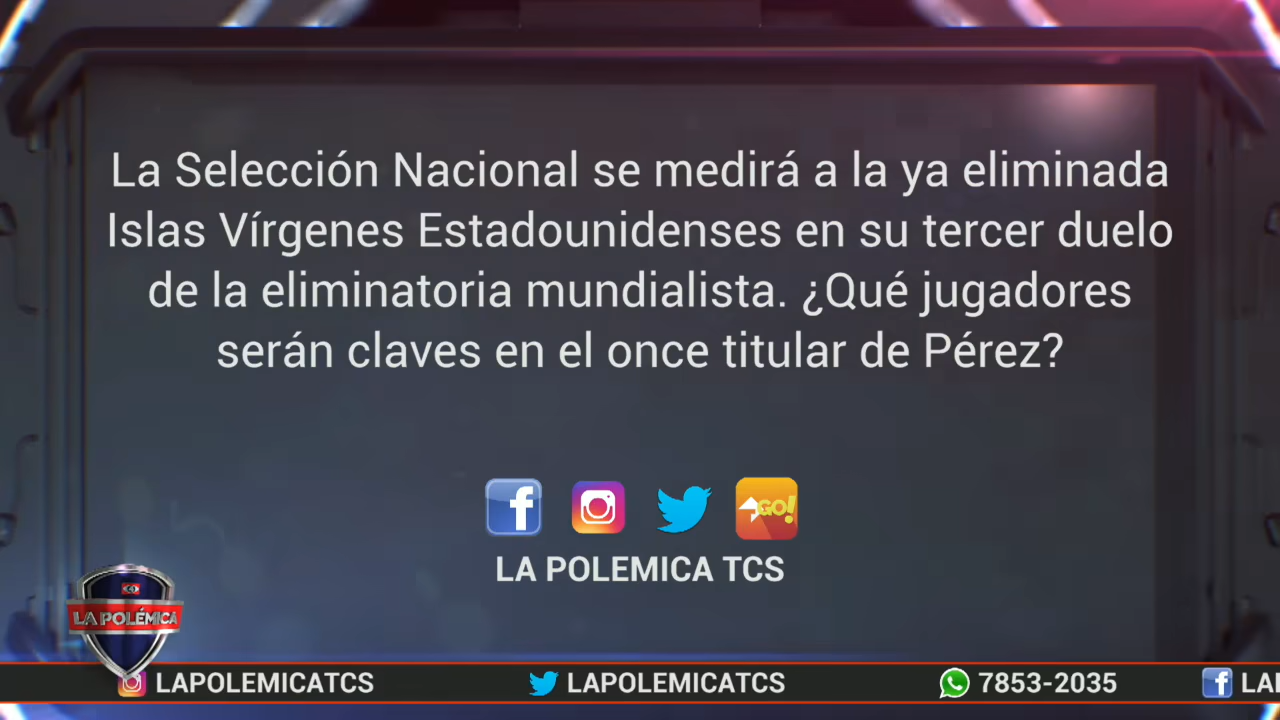 La Selección Nacional se medirá a la ya eliminada
Islas Vírgenes Estadounidenses en su tercer duelo
de la eliminatoria mundialista. ¿Qué jugadores
serán claves en el once titular de Pérez?
GO!
LA POLEMICA TCS
LA POLÉMICA
LAPOLEMICATCS
LAPOLEMICATCS
7853-2035
LA